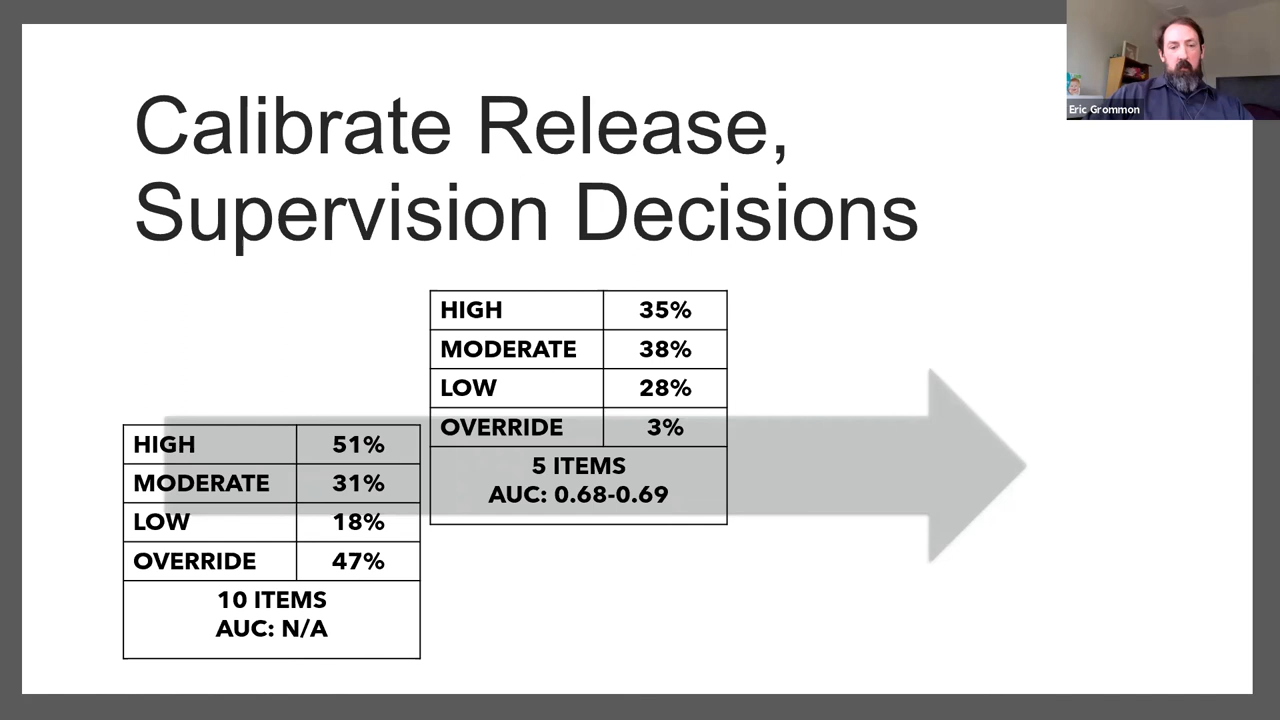 Calibrate Release,
Supervision Decisions
Eric Grommon
HIGH 51%
MODERATE 31%
LOW 18%
OVERRIDE 47%
10 ITEMS
AUC: N/A
HIGH 35%
MODERATE 38%
LOW 28%
OVERRIDE 3%
5 ITEMS
AUC: 0.68-0.69